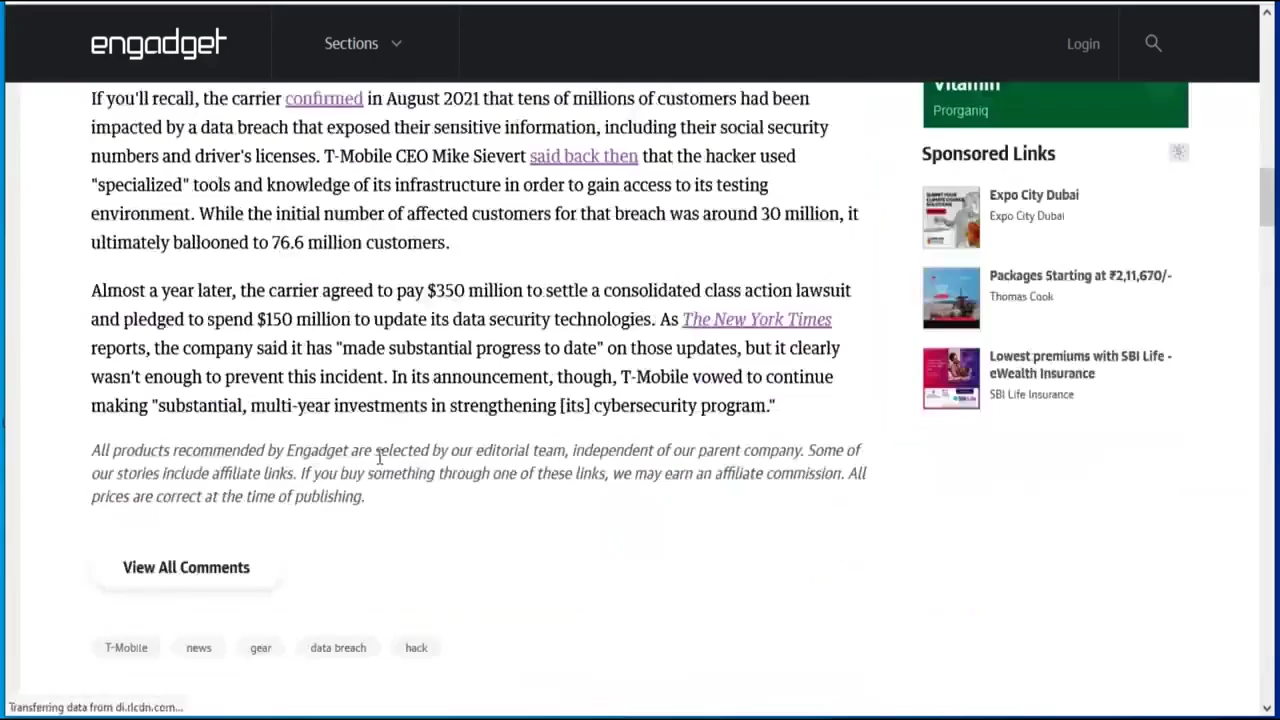 engadget
Sections
Login
If you'll recall, the carrier confirmed in August 2021 that tens of millions of customers had been
impacted by a data breach that exposed their sensitive information, including their social security
numbers and driver's licenses. T-Mobile CEO Mike Sievert said back then that the hacker used
"specialized" tools and knowledge of its infrastructure in order to gain access to its testing
environment. While the initial number of affected customers for that breach was around 30 million, it
ultimately ballooned to 76.6 million customers.
Almost a year later, the carrier agreed to pay $350 million to settle a consolidated class action lawsuit
and pledged to spend $150 million to update its data security technologies. As The New York Times
reports, the company said it has "made substantial progress to date" on those updates, but it clearly
wasn't enough to prevent this incident. In its announcement, though, T-Mobile vowed to continue
making "substantial, multi-year investments in strengthening [its] cybersecurity program."
All products recommended by Engadget are selected by our editorial team, independent of our parent company. Some of
our stories include affiliate links. If you buy something through one of these links, we may earn an affiliate commission. All
prices are correct at the time of publishing.
View All Comments
T-Mobile
news
gear
data breach
hack
Vitamin
Prorganiq
Sponsored Links
Expo City Dubai
Expo City Dubai
Packages Starting at ₹2,11,670/-
Thomas Cook
Lowest premiums with SBI Life -
eWealth Insurance
SBI Life Insurance
Transferring data from di.rlcdn.com...